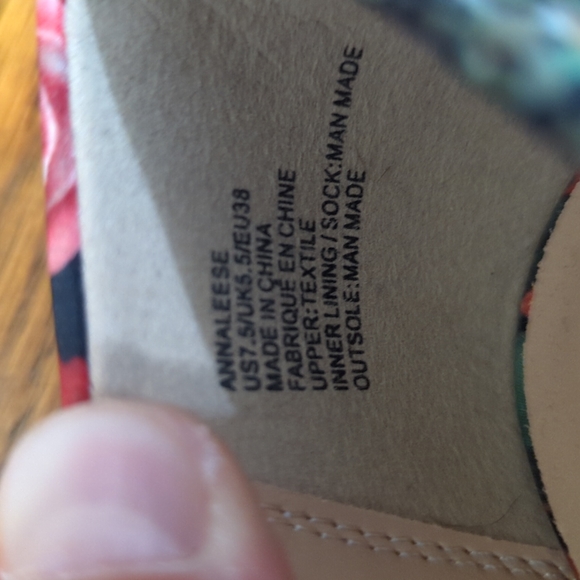 ANNALEESE
US7.5/UK5.5/EU38
MADE IN CHINA
FABRIQUE EN CHINE
UPPER:TEXTILE
INNER LINING / SOCK:MAN MADE
OUTSOLE:MAN MADE